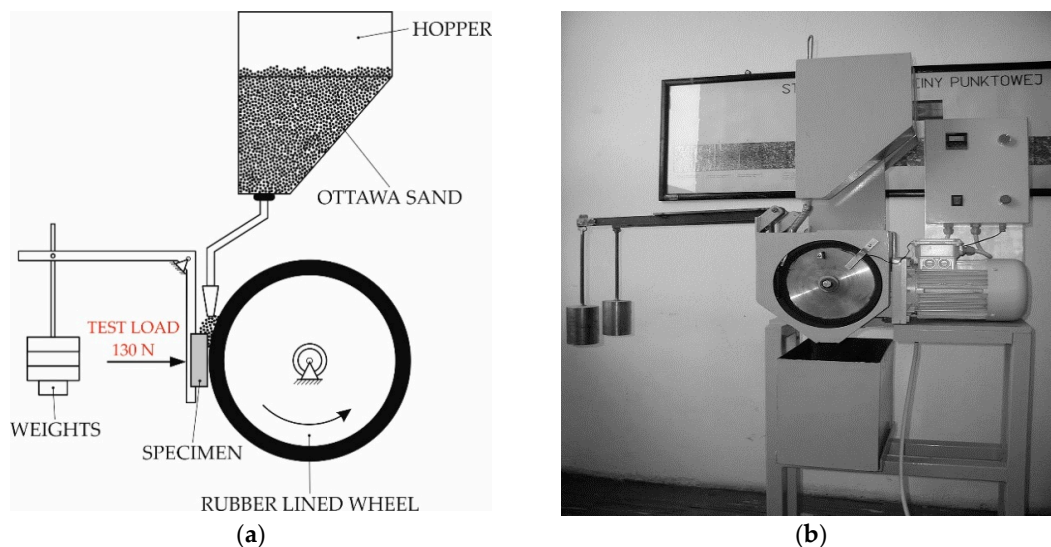 HOPPER
OTTAWA SAND
TEST LOAD
130 N
WEIGHTS
SPECIMEN
RUBBER LINED WHEEL
(a)
ST
INY PUNKTOWEJ
(b)